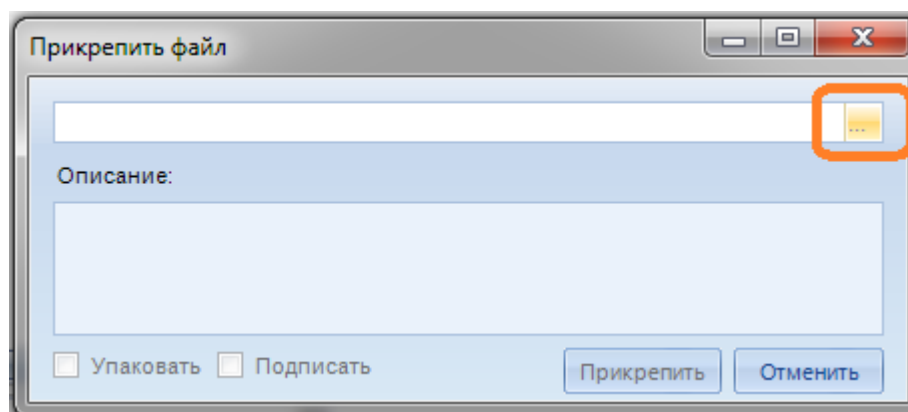 Прикрепить файл
...
Описание:
Упаковать Подписать Прикрепить Отменить